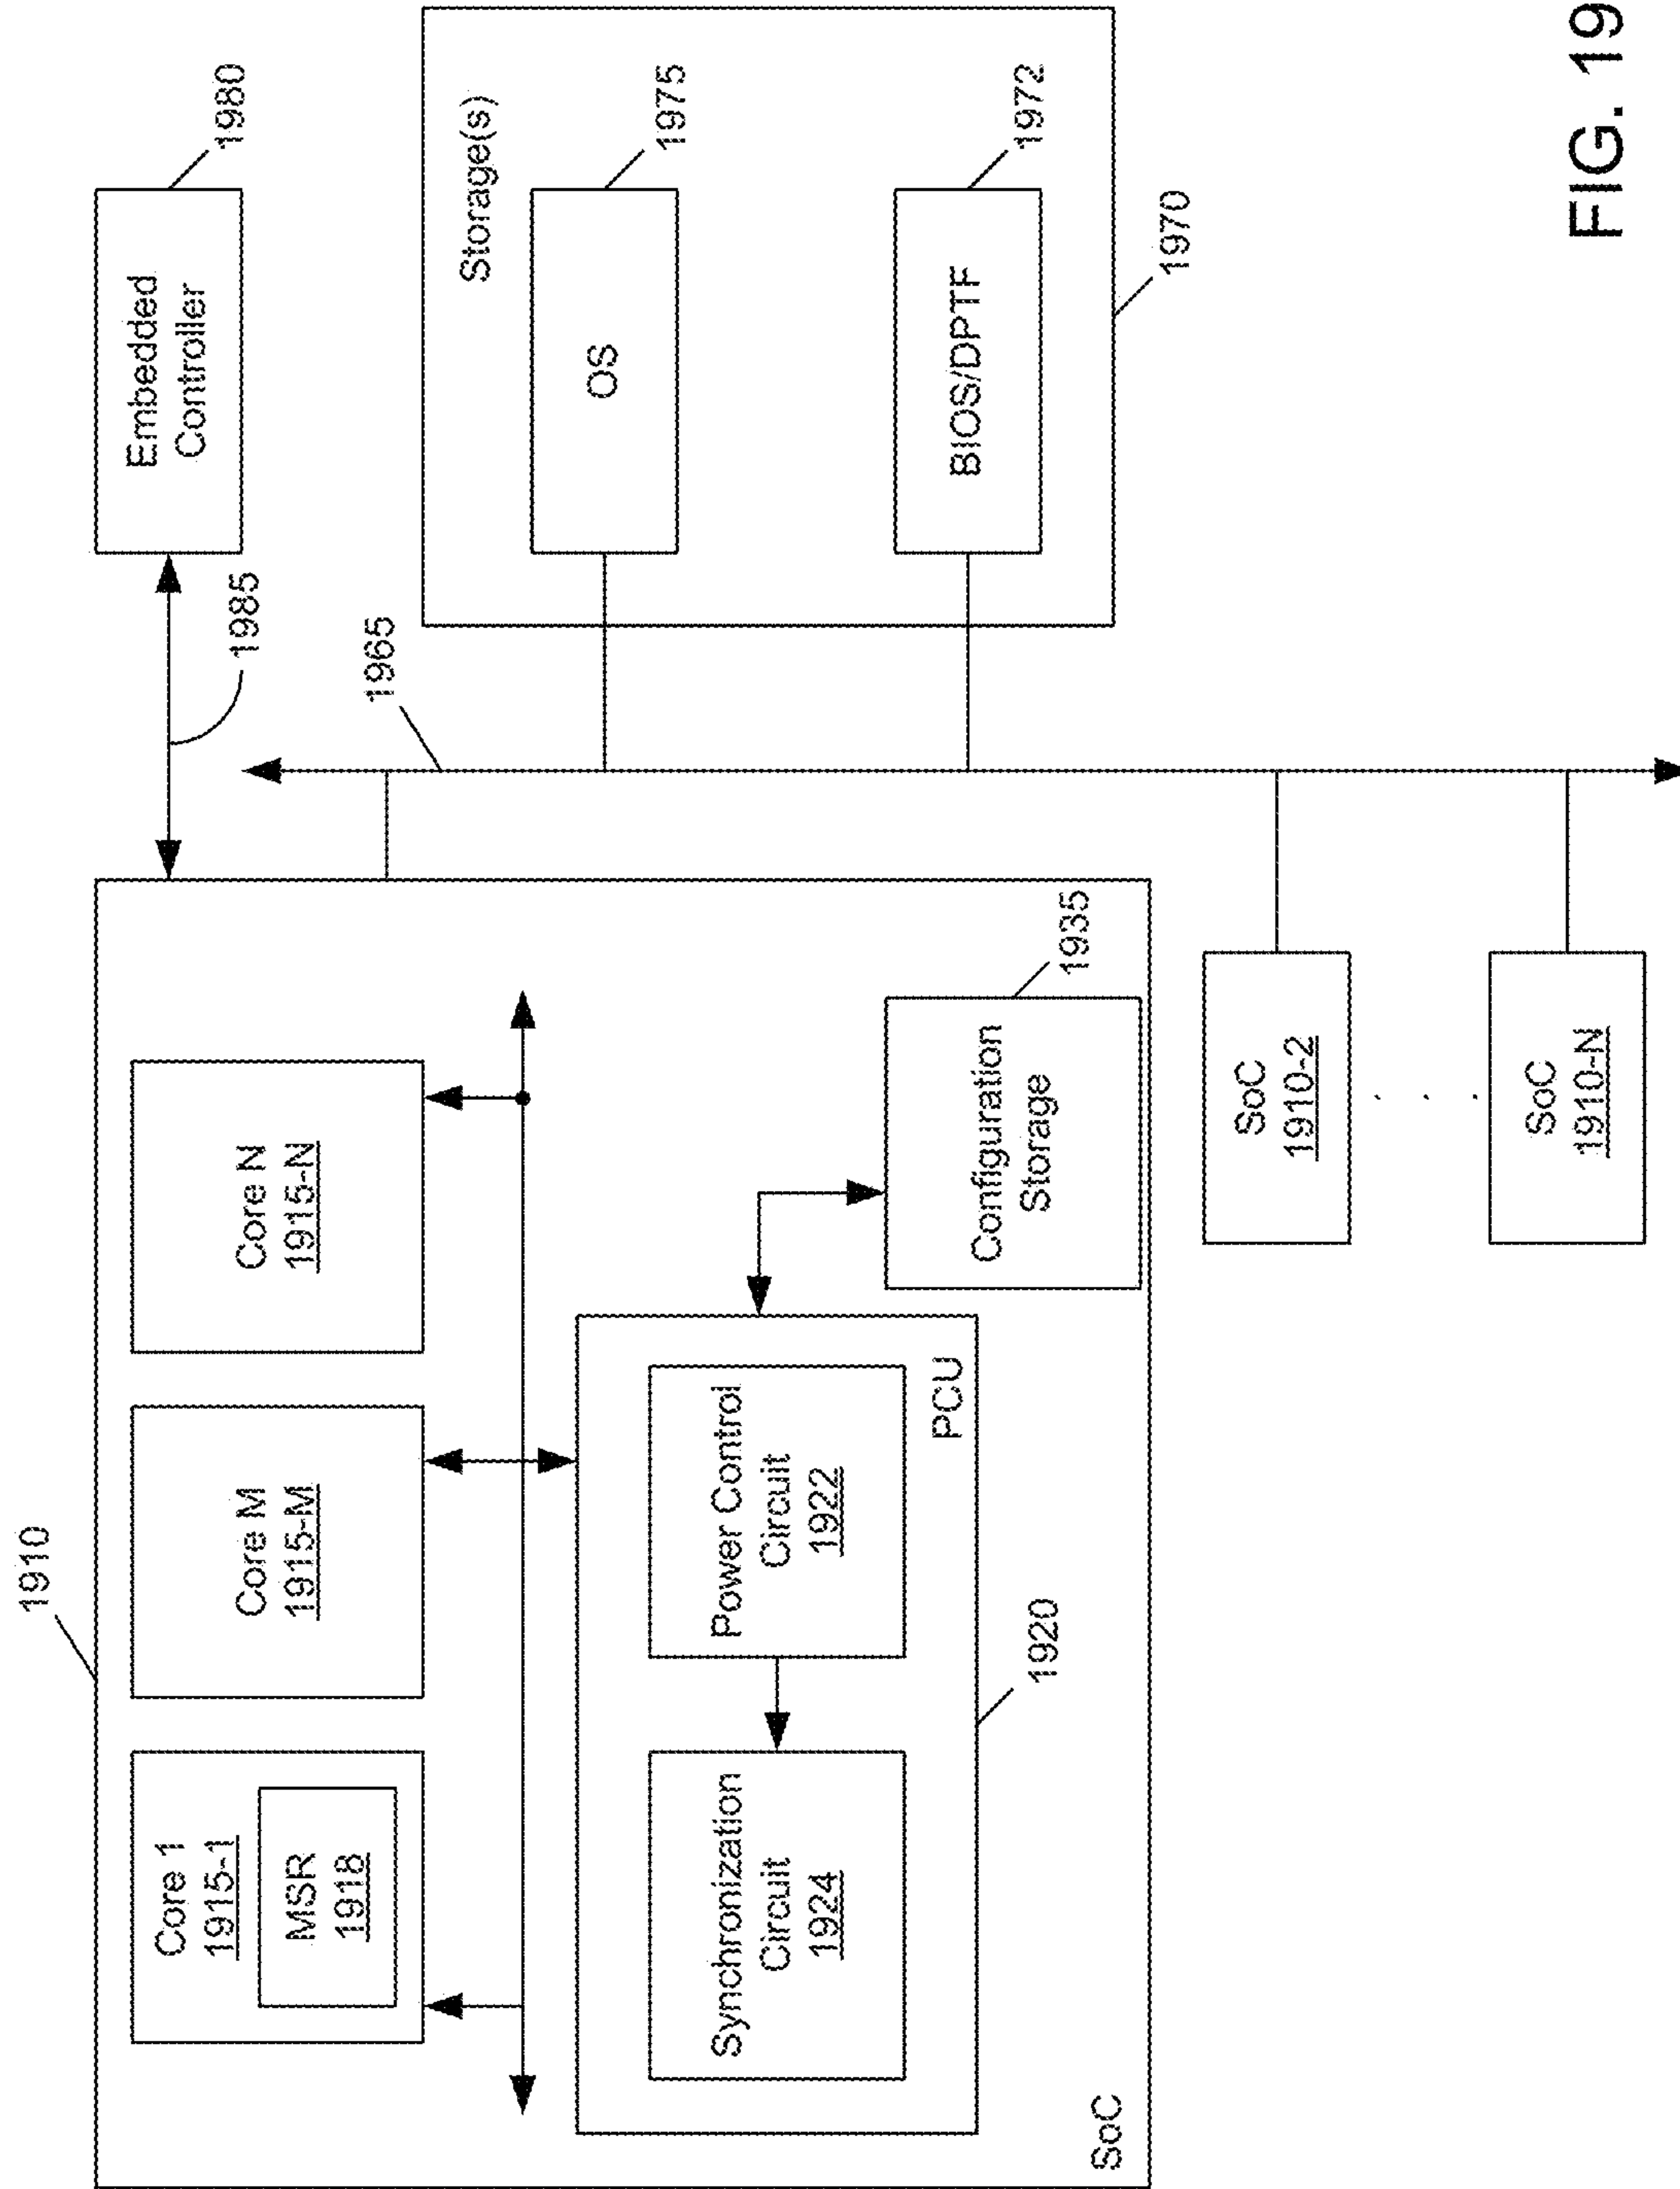 1910
Core 1
1915-1
MSR
1918
Core M
1915-M
Core N
1915-N
Synchronization
Circuit
1924
Power Control
Circuit
1922
PCU
1920
Configuration
Storage
1935
SoC
1985
Embedded
Controller
1980
1965
Storage(s)
OS
1975
BIOS/DPTF
1972
1970
SoC
1910-2
. . .
SoC
1910-N
FIG. 19